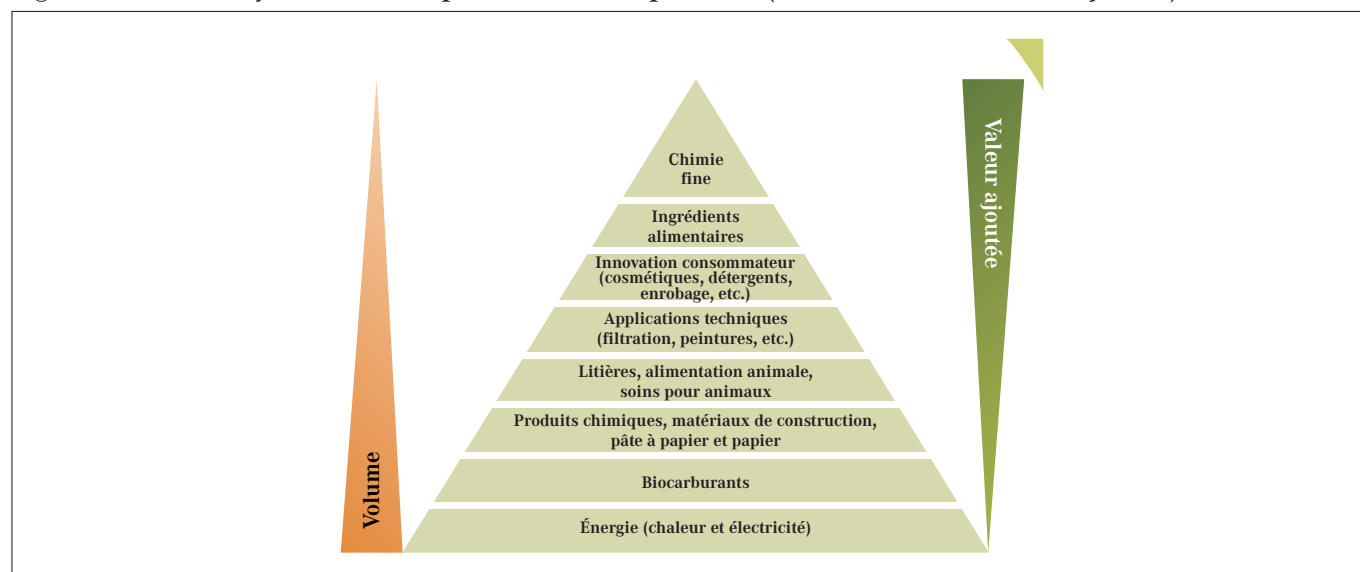 Chimie
fine
Ingrédients
alimentaires
Innovation consommateur
(cosmétiques, détergents,
enrobage, etc.)
Applications techniques
(filtration, peintures, etc.)
Litières, alimentation animale,
soins pour animaux
Produits chimiques, matériaux de construction,
pâte à papier et papier
Biocarburants
Énergie (chaleur et électricité)
Volume
Valeur ajoutée